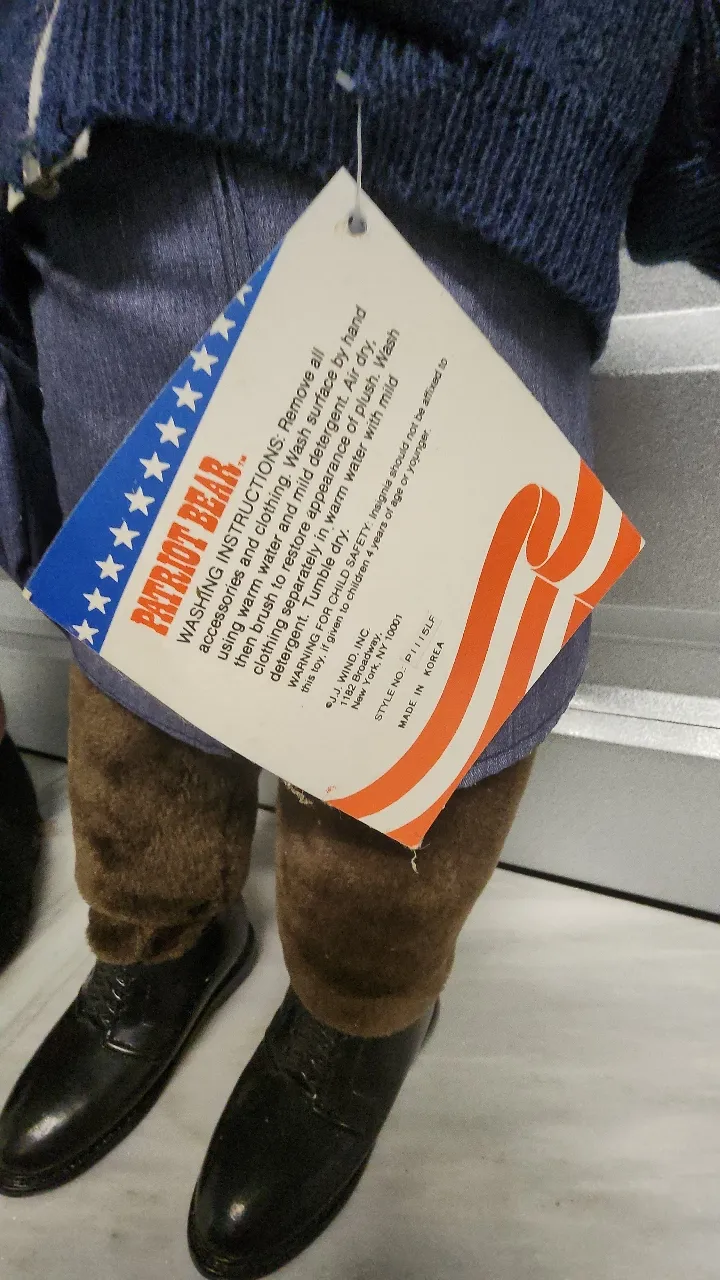 PATRIOT BEAR™
WASHING INSTRUCTIONS: Remove all
accessories and clothing. Wash surface by hand
using warm water and mild detergent. Air dry,
then brush to restore appearance of plush. Wash
clothing separately in warm water with mild
detergent. Tumble dry.
WARNING FOR CHILD SAFETY: Insignia should not be affixed to
this toy, if given to children 4 years of age or younger.
©J.J. WIND, INC.
1182 Broadway,
New York, NY 10001
STYLE NO.: P1115LF
MADE IN KOREA